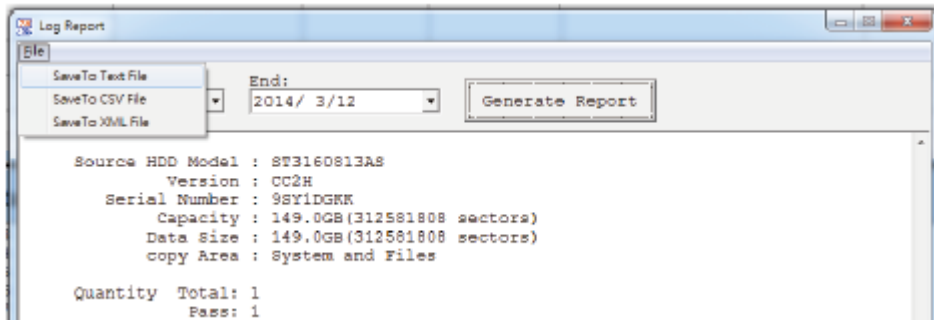 Log Report
File
SaveTo Text File
SaveTo CSV File
SaveTo XML File
End:
2014/ 3/12
Generate Report
Source HDD Model : ST3160813AS
Version : CC2H
Serial Number : 9SY1DGKK
Capacity : 149.0GB(312581808 sectors)
Data Size : 149.0GB(312581808 sectors)
copy Area : System and Files
Quantity Total: 1
Pass: 1